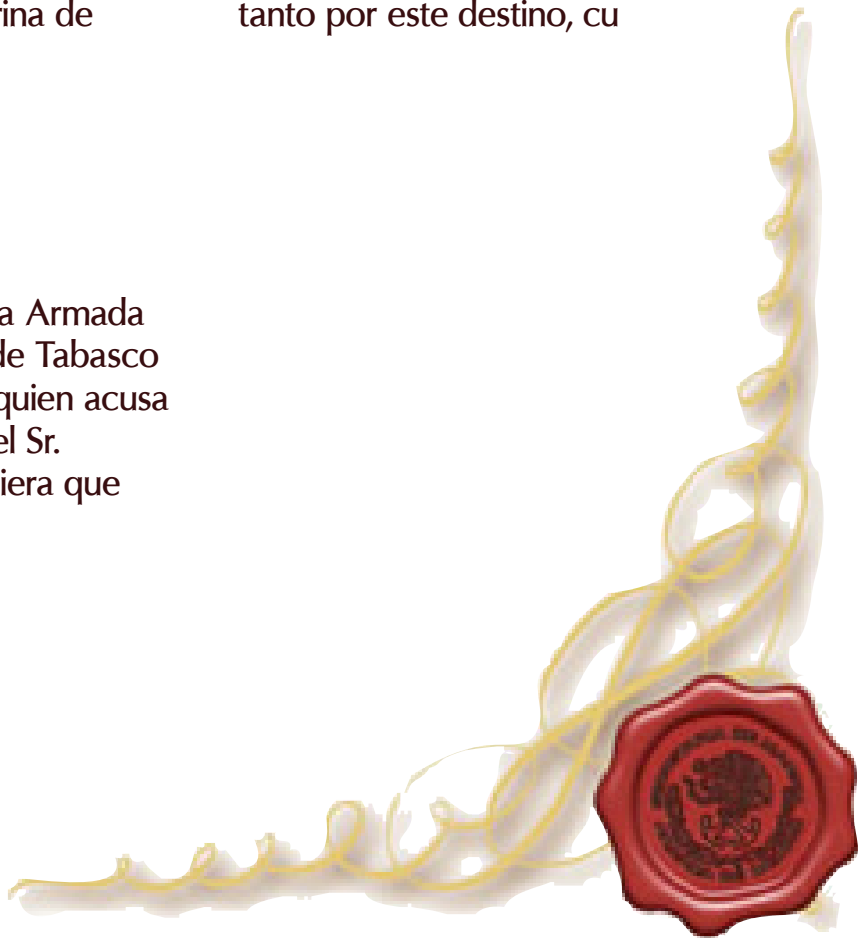 rina de
tanto por este destino, cu
a Armada
de Tabasco
quien acusa
el Sr.
iera que